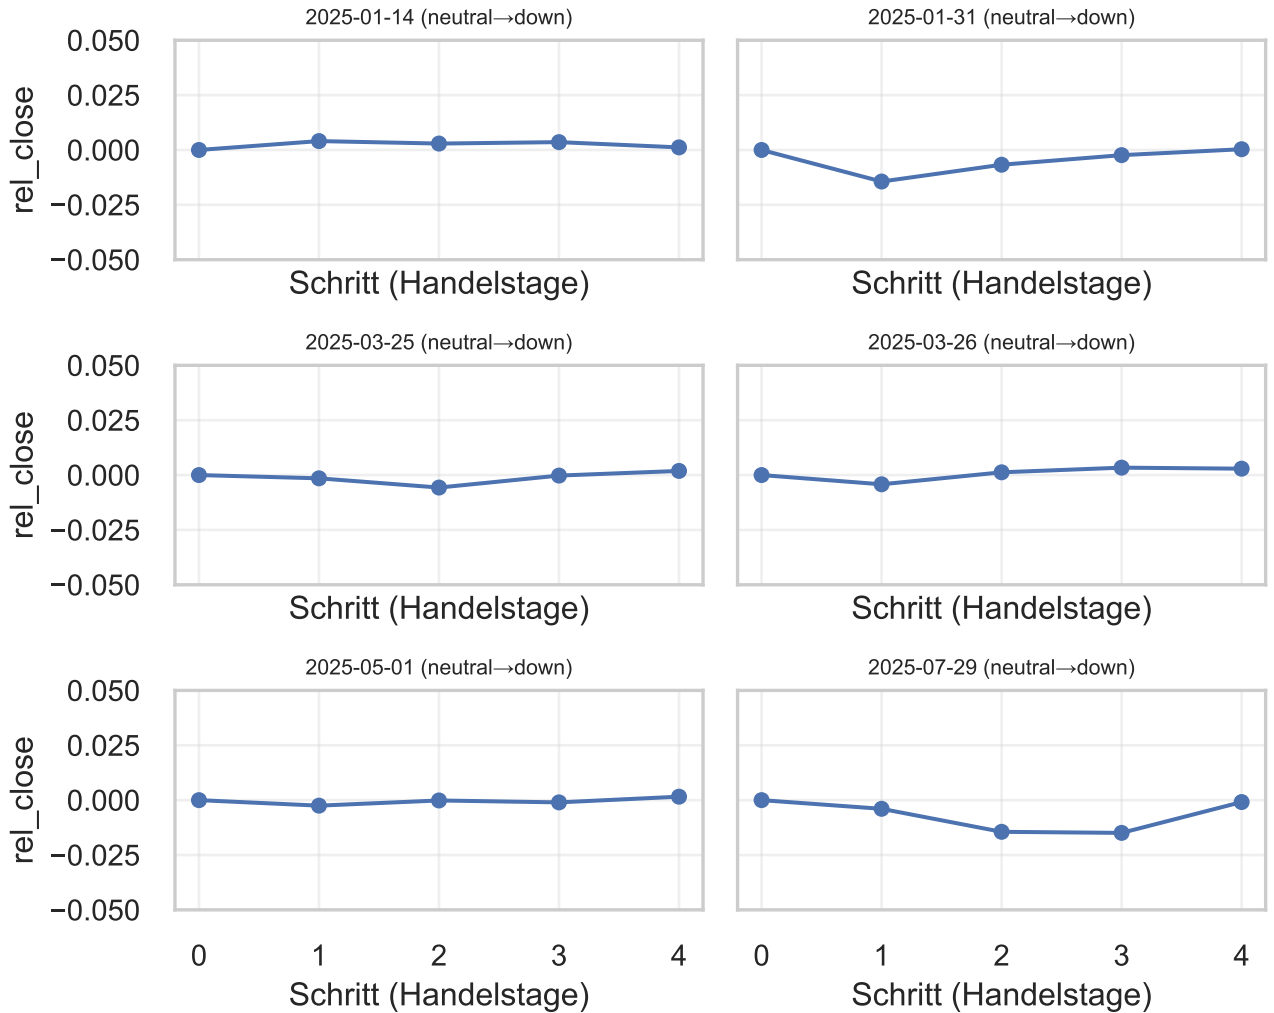 2025-01-14 (neutral→down)
2025-01-31 (neutral→down)
rel_close
0.050
0.025
0.000
−0.025
−0.050
Schritt (Handelstage)
Schritt (Handelstage)
2025-03-25 (neutral→down)
2025-03-26 (neutral→down)
rel_close
0.050
0.025
0.000
−0.025
−0.050
Schritt (Handelstage)
Schritt (Handelstage)
2025-05-01 (neutral→down)
2025-07-29 (neutral→down)
rel_close
0.050
0.025
0.000
−0.025
−0.050
0 1 2 3 4
0 1 2 3 4
Schritt (Handelstage)
Schritt (Handelstage)